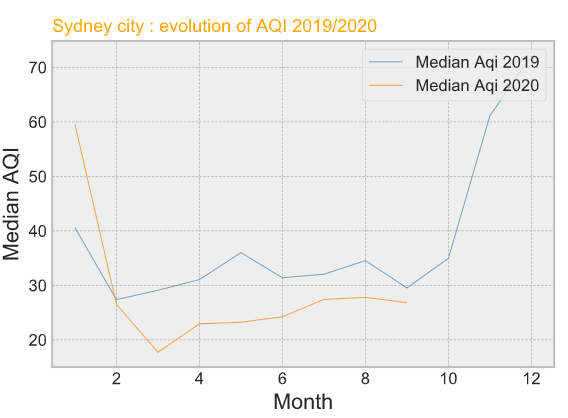 Sydney city : evolution of AQI 2019/2020
Median Aqi 2019
Median Aqi 2020
Median AQI
70
60
50
40
30
20
2 4 6 8 10 12
Month